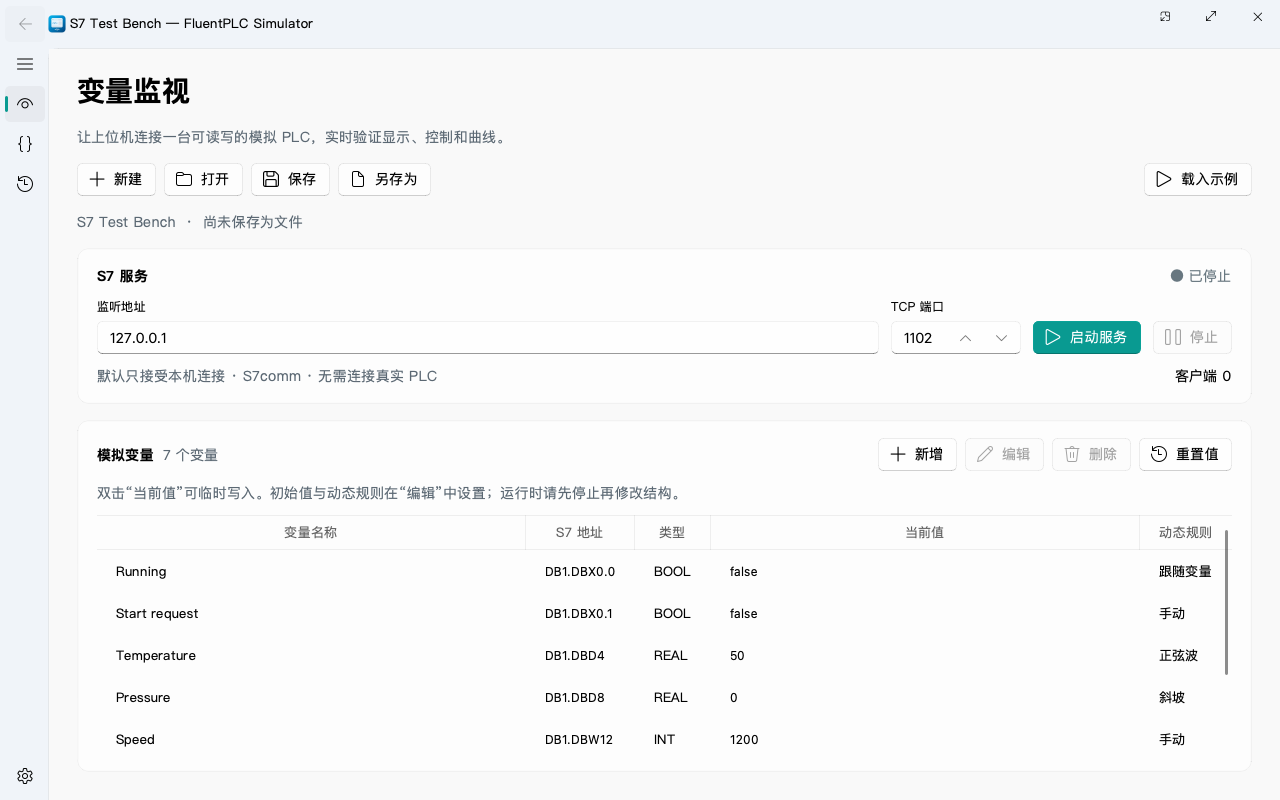 S7 Test Bench — FluentPLC Simulator
变量监视
让上位机连接一台可读写的模拟 PLC，实时验证显示、控制和曲线。
新建 打开 保存 另存为 载入示例
S7 Test Bench · 尚未保存为文件
S7 服务 已停止
监听地址 TCP 端口
127.0.0.1 1102 启动服务 停止
默认只接受本机连接 · S7comm · 无需连接真实 PLC 客户端 0
模拟变量 7 个变量 新增 编辑 删除 重置值
双击“当前值”可临时写入。初始值与动态规则在“编辑”中设置；运行时请先停止再修改结构。
变量名称 S7 地址 类型 当前值 动态规则
Running DB1.DBX0.0 BOOL false 跟随变量
Start request DB1.DBX0.1 BOOL false 手动
Temperature DB1.DBD4 REAL 50 正弦波
Pressure DB1.DBD8 REAL 0 斜坡
Speed DB1.DBW12 INT 1200 手动